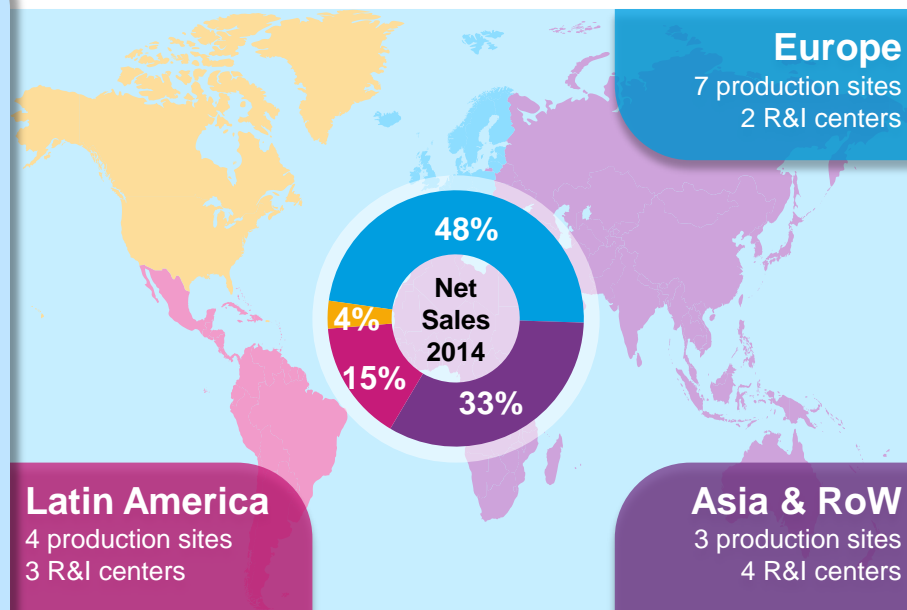 Europe
7 production sites
2 R&I centers
48%
Net
Sales
2014
4%
15%
33%
Latin America
4 production sites
3 R&I centers
Asia & RoW
3 production sites
4 R&I centers